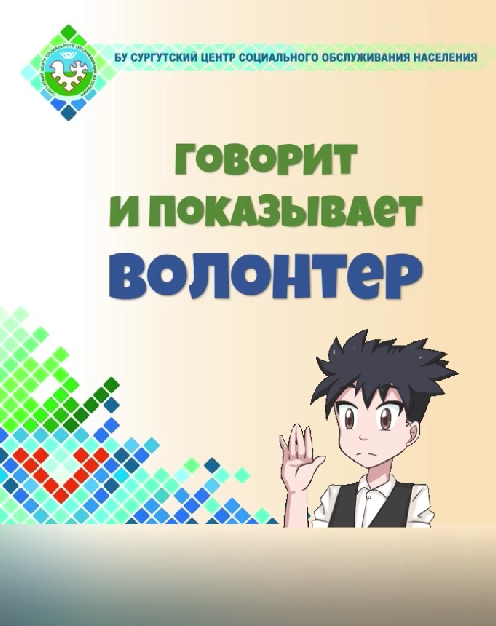 БУ СУРГУТСКИЙ ЦЕНТР СОЦИАЛЬНОГО ОБСЛУЖИВАНИЯ НАСЕЛЕНИЯ
ГОВОРИТ
И ПОКАЗЫВАЕТ
ВОЛОНТЕР